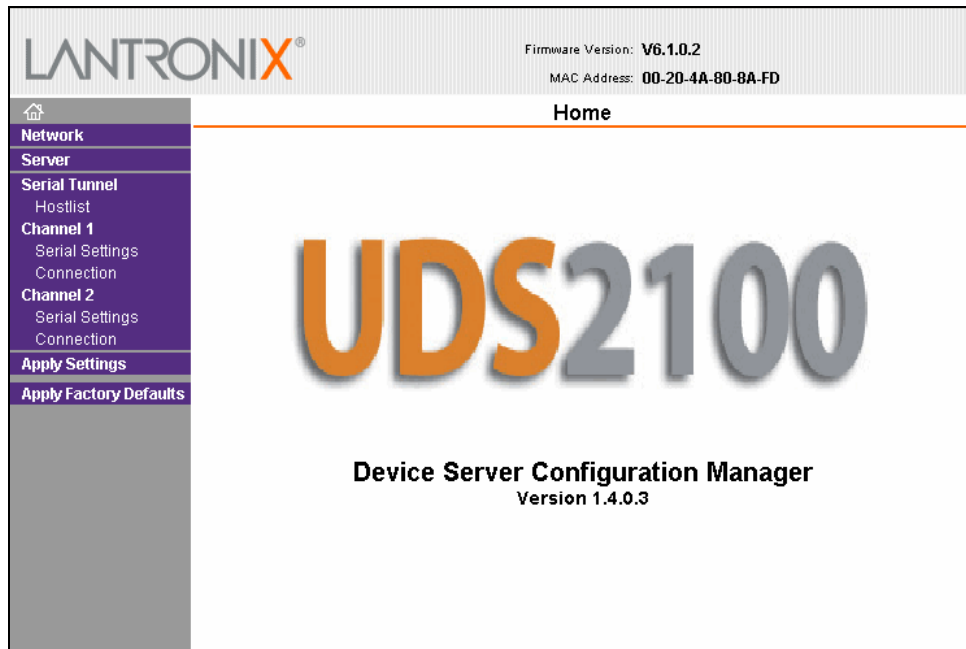 LANTRONIX®
Firmware Version: V6.1.0.2
MAC Address: 00-20-4A-80-8A-FD
Home
Network
Server
Serial Tunnel
Hostlist
Channel 1
Serial Settings
Connection
Channel 2
Serial Settings
Connection
Apply Settings
Apply Factory Defaults
UDS2100
Device Server Configuration Manager
Version 1.4.0.3